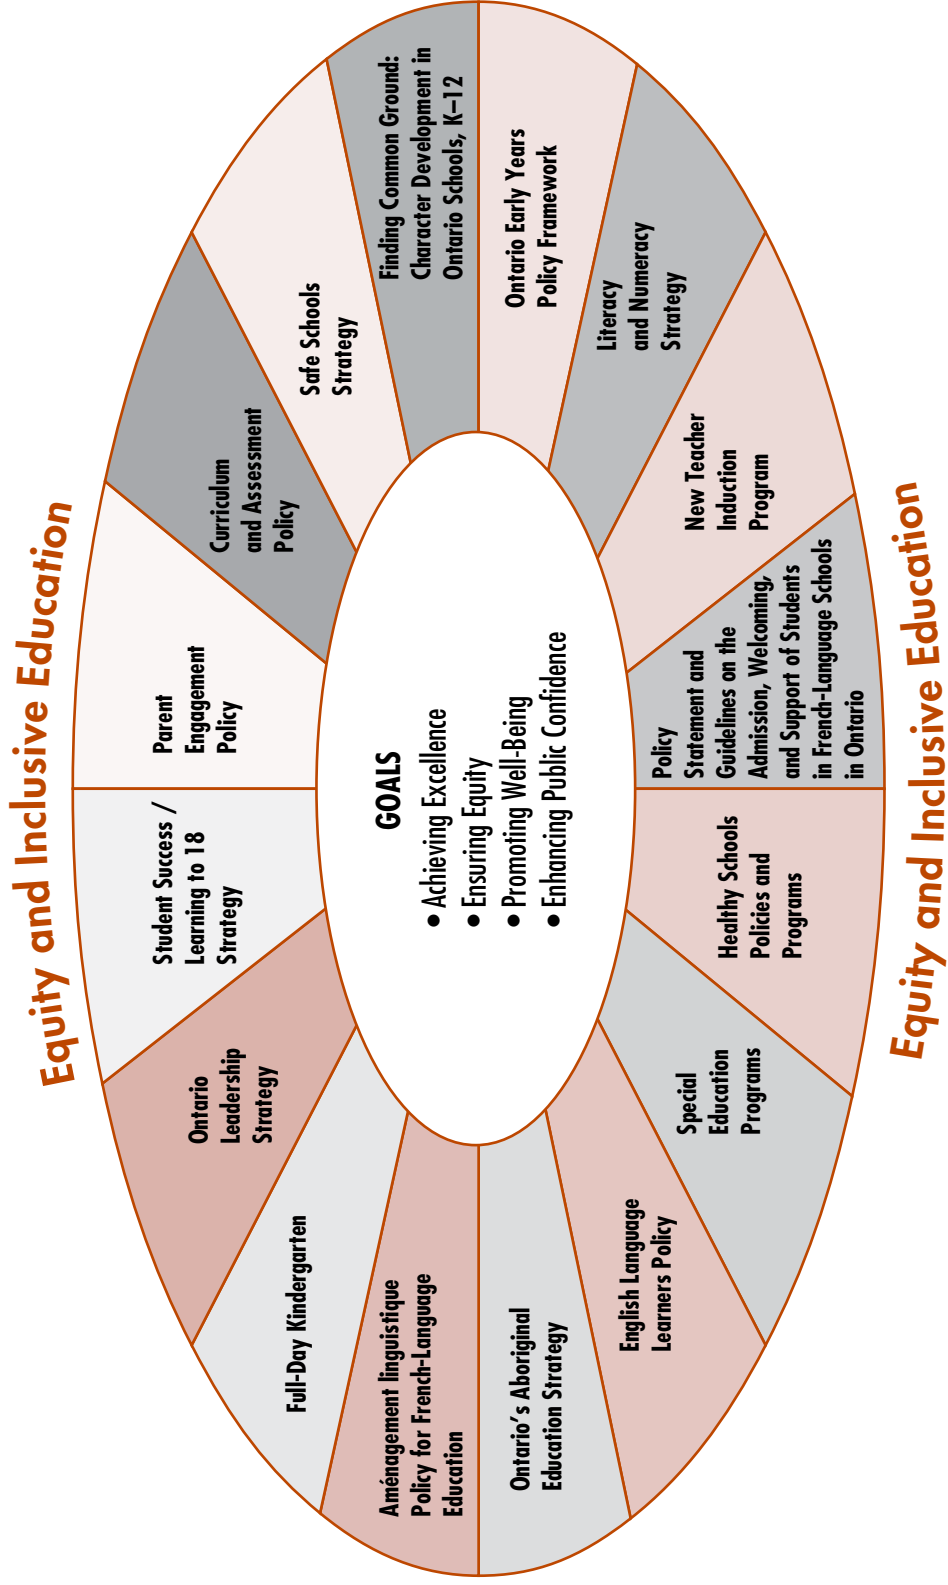 Equity and Inclusive Education
Student Success /
Learning to 18
Strategy
Parent
Engagement
Policy
Curriculum
and Assessment
Policy
Safe Schools
Strategy
Finding Common Ground:
Character Development in
Ontario Schools, K–12
Ontario Early Years
Policy Framework
Literacy
and Numeracy
Strategy
New Teacher
Induction
Program
Policy
Statement and
Guidelines on the
Admission, Welcoming,
and Support of Students
in French-Language Schools
in Ontario
Healthy Schools
Policies and
Programs
Special
Education
Programs
English Language
Learners Policy
Ontario's Aboriginal
Education Strategy
Aménagement linguistique
Policy for French-Language
Education
Full-Day Kindergarten
Ontario
Leadership
Strategy
GOALS
• Achieving Excellence
• Ensuring Equity
• Promoting Well-Being
• Enhancing Public Confidence
Equity and Inclusive Education